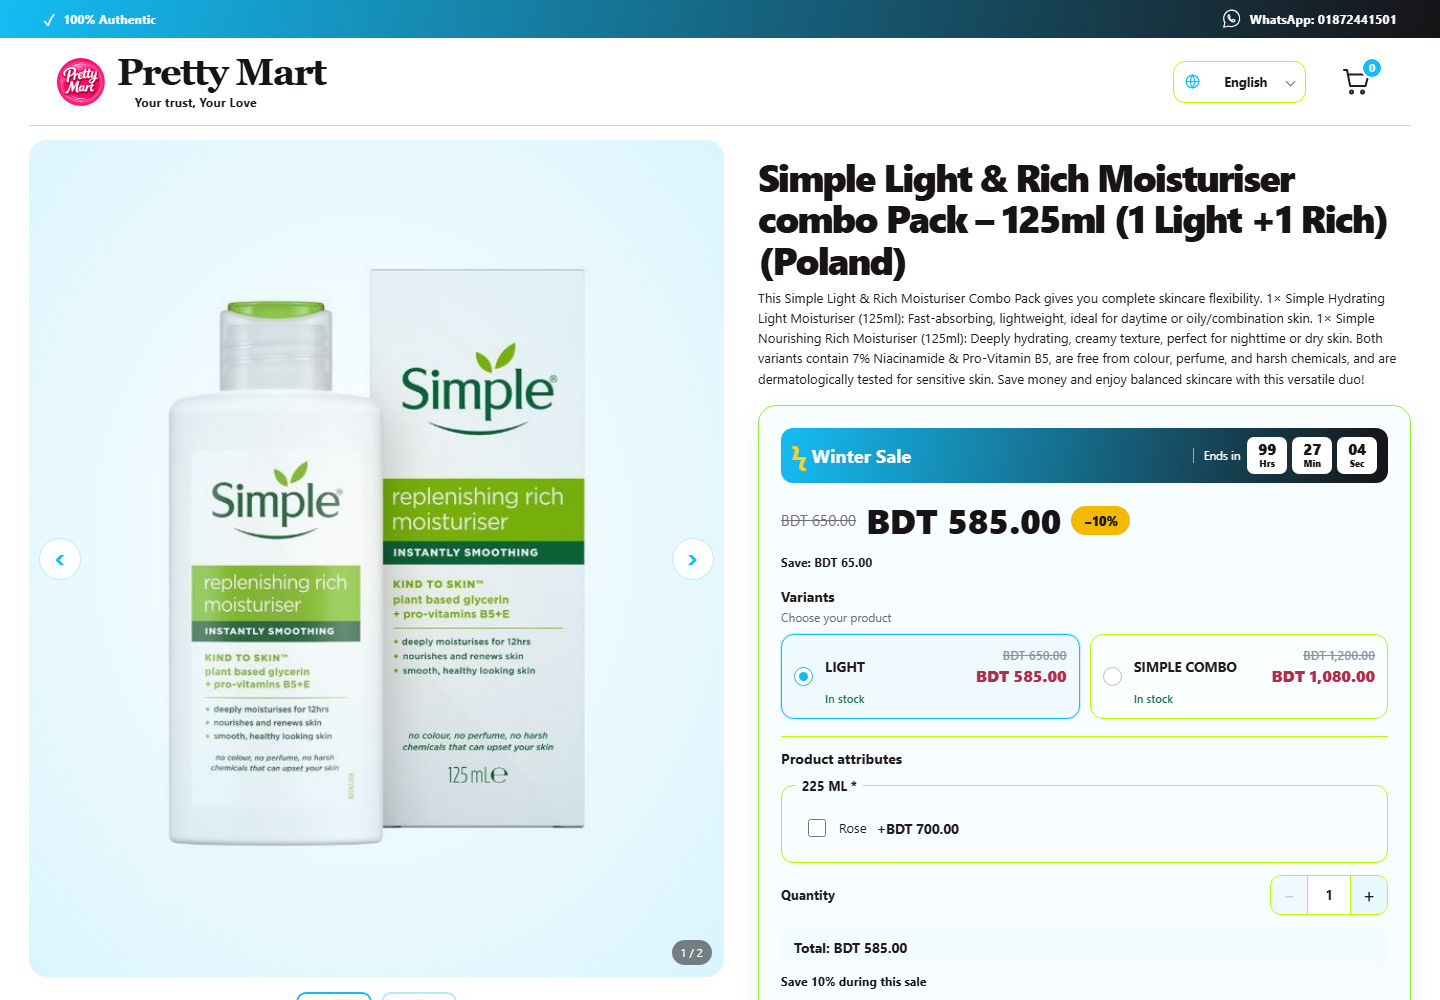 100% Authentic
WhatsApp: 01872441501
Pretty Mart
Pretty Mart
Your trust, Your Love
English
0
Simple®
replenishing rich
moisturiser
INSTANTLY SMOOTHING
KIND TO SKIN™
plant based glycerin
+ pro-vitamins B5+E
• deeply moisturises for 12hrs
• nourishes and renews skin
• smooth, healthy looking skin
no colour, no perfume, no harsh
chemicals that can upset your skin
Simple®
replenishing rich
moisturiser
INSTANTLY SMOOTHING
KIND TO SKIN™
plant based glycerin
+ pro-vitamins B5+E
• deeply moisturises for 12hrs
• nourishes and renews skin
• smooth, healthy looking skin
no colour, no perfume, no harsh
chemicals that can upset your skin
125 mL℮
1 / 2
Simple Light & Rich Moisturiser
combo Pack – 125ml (1 Light +1 Rich)
(Poland)
This Simple Light & Rich Moisturiser Combo Pack gives you complete skincare flexibility. 1× Simple Hydrating
Light Moisturiser (125ml): Fast-absorbing, lightweight, ideal for daytime or oily/combination skin. 1× Simple
Nourishing Rich Moisturiser (125ml): Deeply hydrating, creamy texture, perfect for nighttime or dry skin. Both
variants contain 7% Niacinamide & Pro-Vitamin B5, are free from colour, perfume, and harsh chemicals, and are
dermatologically tested for sensitive skin. Save money and enjoy balanced skincare with this versatile duo!
Winter Sale
Ends in
99 Hrs
27 Min
04 Sec
BDT 650.00 BDT 585.00 –10%
Save: BDT 65.00
Variants
Choose your product
LIGHT
BDT 650.00
BDT 585.00
In stock
SIMPLE COMBO
BDT 1,200.00
BDT 1,080.00
In stock
Product attributes
225 ML *
Rose +BDT 700.00
Quantity
− 1 +
Total: BDT 585.00
Save 10% during this sale